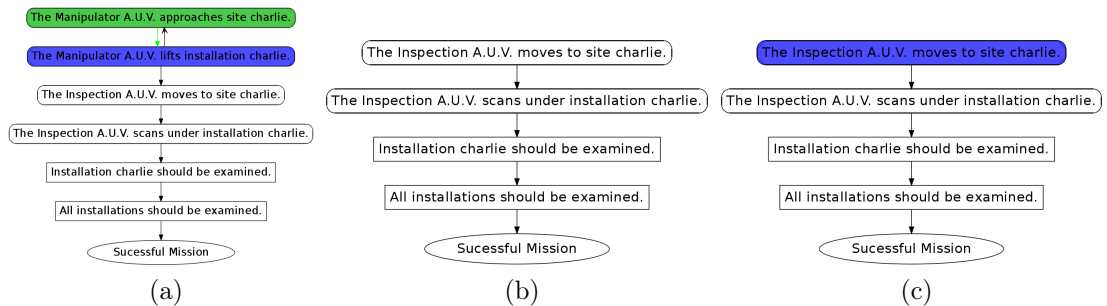 The Manipulator A.U.V. approaches site charlie.
The Manipulator A.U.V. lifts installation charlie.
The Inspection A.U.V. moves to site charlie.
The Inspection A.U.V. scans under installation charlie.
Installation charlie should be examined.
All installations should be examined.
Sucessful Mission
(a)
The Inspection A.U.V. moves to site charlie.
The Inspection A.U.V. scans under installation charlie.
Installation charlie should be examined.
All installations should be examined.
Sucessful Mission
(b)
The Inspection A.U.V. moves to site charlie.
The Inspection A.U.V. scans under installation charlie.
Installation charlie should be examined.
All installations should be examined.
Sucessful Mission
(c)